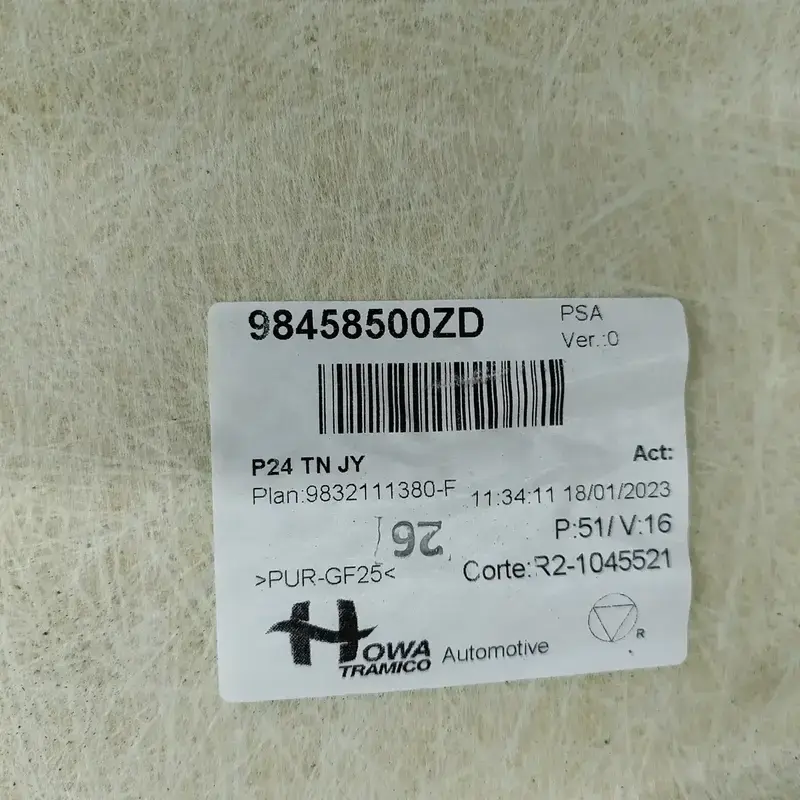 98458500ZD
PSA
Ver.:0
P24 TN JY
Act:
Plan:9832111380-F 11:34:11 18/01/2023
26
P:51/ V:16
>PUR-GF25<
Corte:R2-1045521
HOWA
TRAMICO Automotive
R